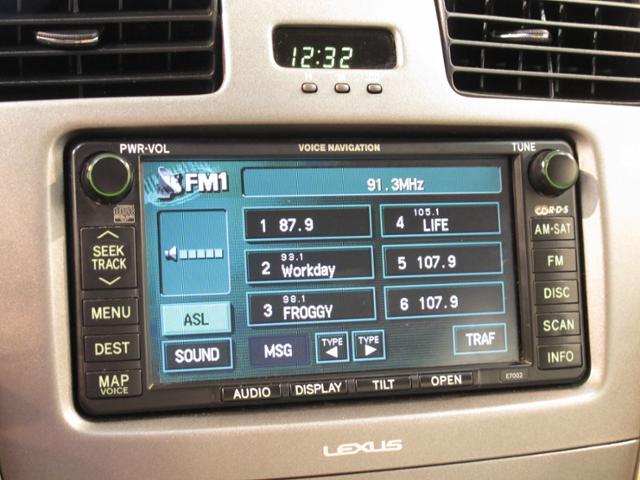 12:32
PWR-VOL
VOICE NAVIGATION
TUNE
FM1
91.3MHz
SEEK
TRACK
MENU
DEST
MAP
VOICE
1 87.9
4 105.1 LIFE
2 93.1 Workday
5 107.9
3 98.1 FROGGY
6 107.9
ASL
SOUND
MSG
TYPE
TYPE
TRAF
R·D·S
AM·SAT
FM
DISC
SCAN
INFO
AUDIO
DISPLAY
TILT
OPEN
E7002
LEXUS